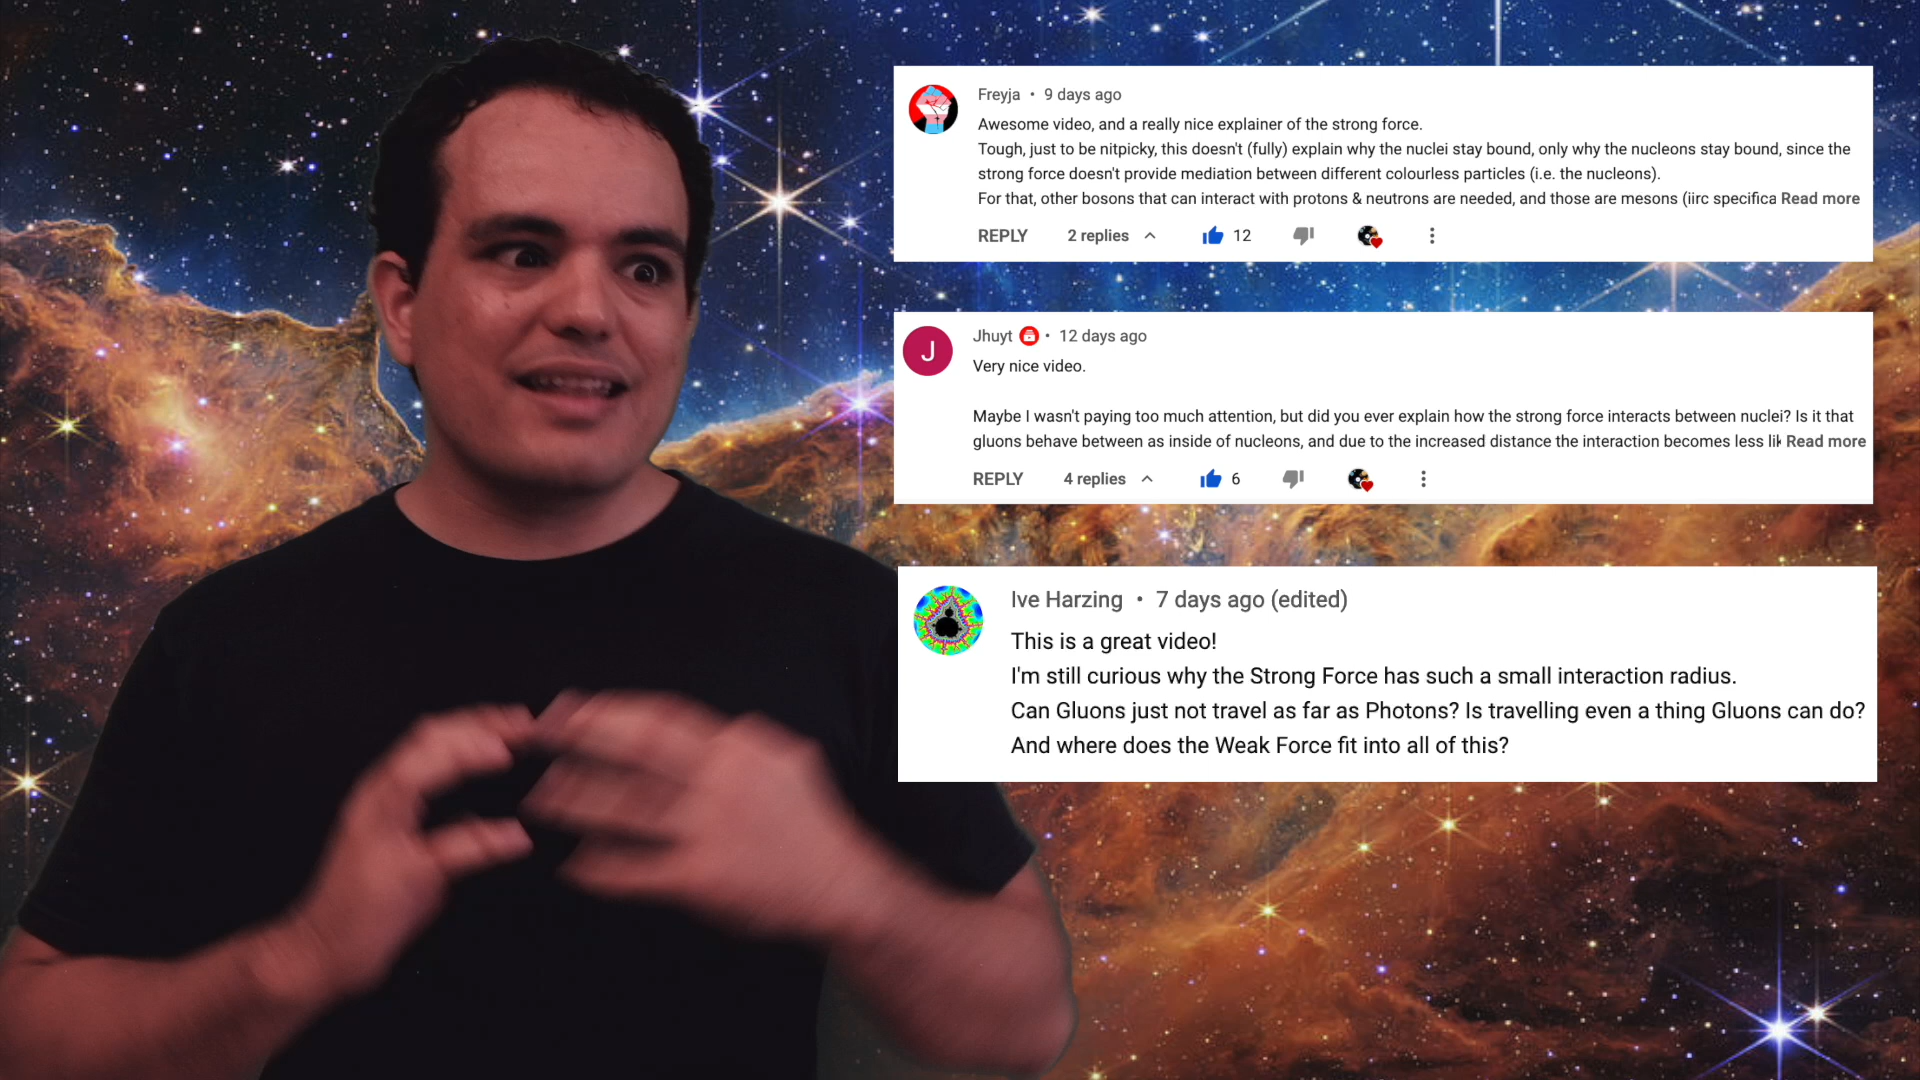 Freyja • 9 days ago
Awesome video, and a really nice explainer of the strong force.
Tough, just to be nitpicky, this doesn't (fully) explain why the nuclei stay bound, only why the nucleons stay bound, since the
strong force doesn't provide mediation between different colourless particles (i.e. the nucleons).
For that, other bosons that can interact with protons & neutrons are needed, and those are mesons (iirc specifica Read more
REPLY 2 replies 12
J
Jhuyt • 12 days ago
Very nice video.
Maybe I wasn't paying too much attention, but did you ever explain how the strong force interacts between nuclei? Is it that
gluons behave between as inside of nucleons, and due to the increased distance the interaction becomes less lik Read more
REPLY 4 replies 6
Ive Harzing • 7 days ago (edited)
This is a great video!
I'm still curious why the Strong Force has such a small interaction radius.
Can Gluons just not travel as far as Photons? Is travelling even a thing Gluons can do?
And where does the Weak Force fit into all of this?